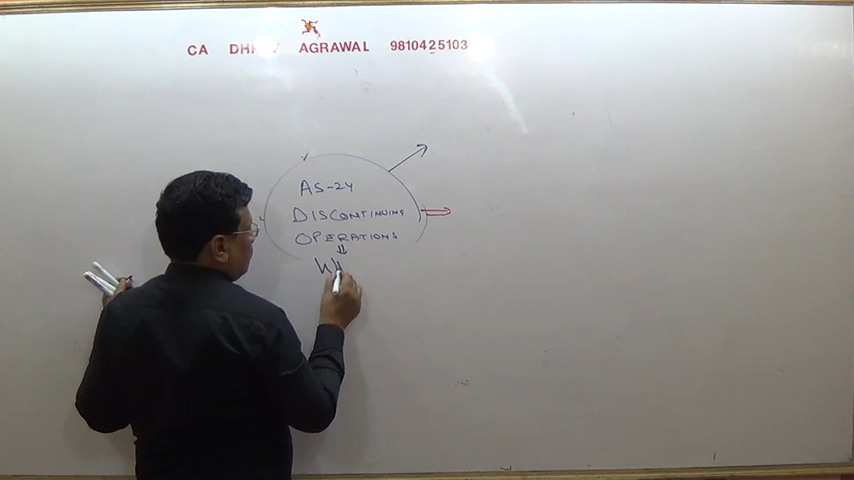 CA AGRAWAL 9810425103
AS-24
DISCONTINUING
OPERATIONS